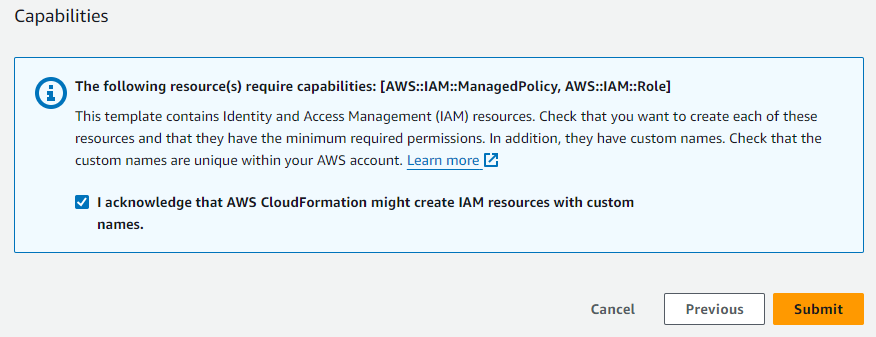 Capabilities
The following resource(s) require capabilities: [AWS::IAM::ManagedPolicy, AWS::IAM::Role]
This template contains Identity and Access Management (IAM) resources. Check that you want to create each of these
resources and that they have the minimum required permissions. In addition, they have custom names. Check that the
custom names are unique within your AWS account. Learn more
I acknowledge that AWS CloudFormation might create IAM resources with custom
names.
Cancel Previous Submit